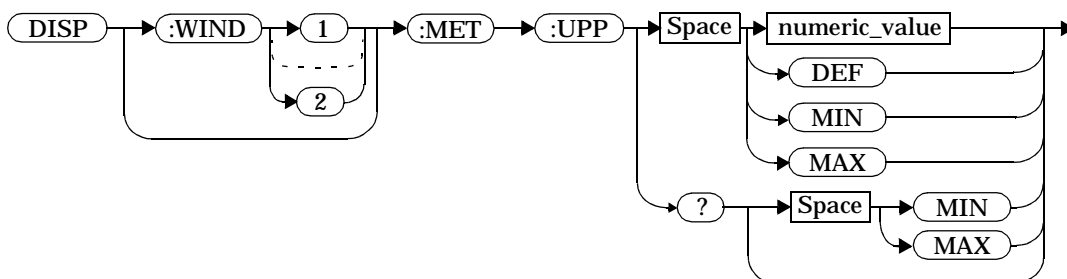 DISP :WIND 1 :MET :UPP Space numeric_value
2 DEF
MIN
MAX
? Space MIN
MAX